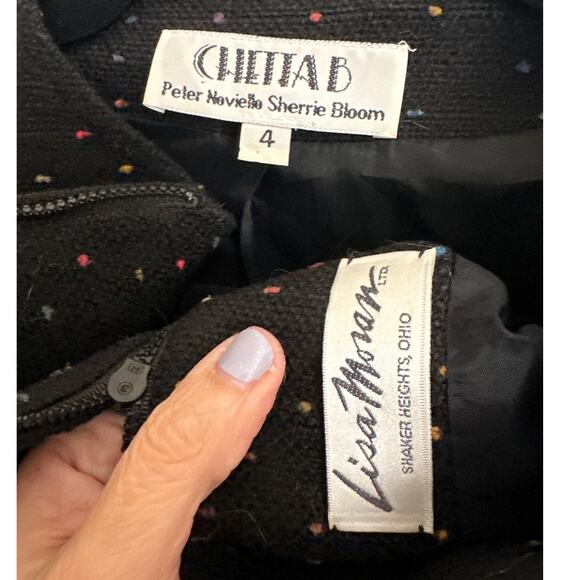 CHETTA B
Peter Noviello Sherrie Bloom
4
Lisa Moran LTD.
SHAKER HEIGHTS, OHIO